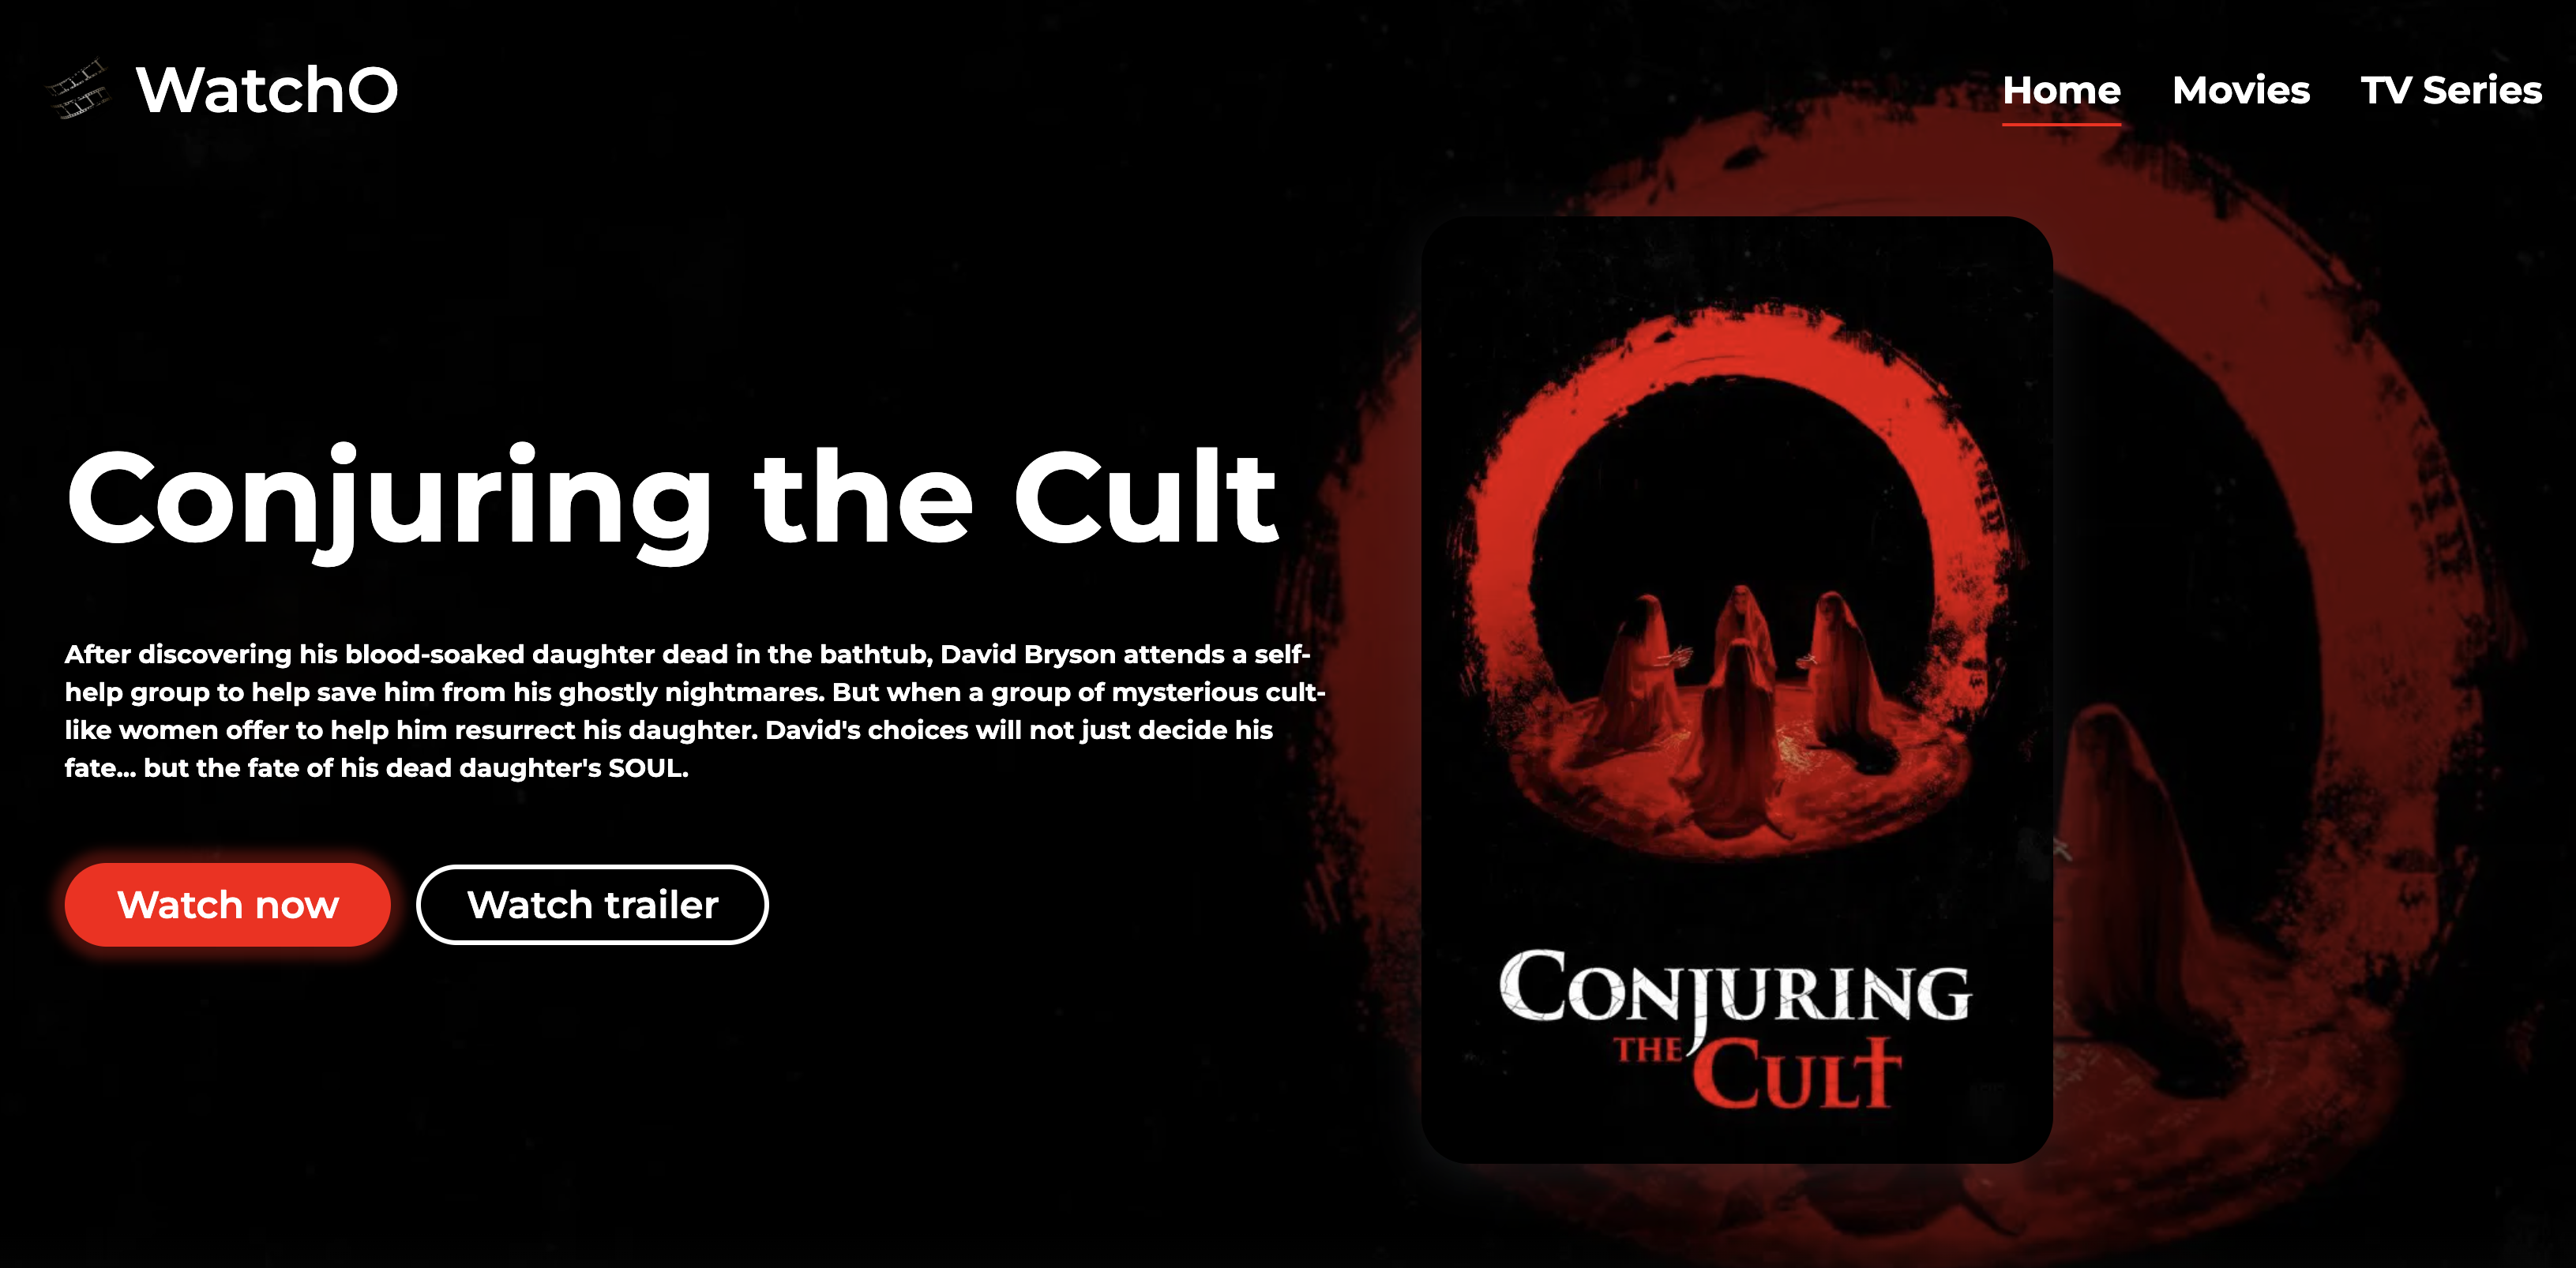 WatchO
Home Movies TV Series
Conjuring the Cult
After discovering his blood-soaked daughter dead in the bathtub, David Bryson attends a self-
help group to help save him from his ghostly nightmares. But when a group of mysterious cult-
like women offer to help him resurrect his daughter. David's choices will not just decide his
fate... but the fate of his dead daughter's SOUL.
Watch now Watch trailer
CONJURING
THE CULT